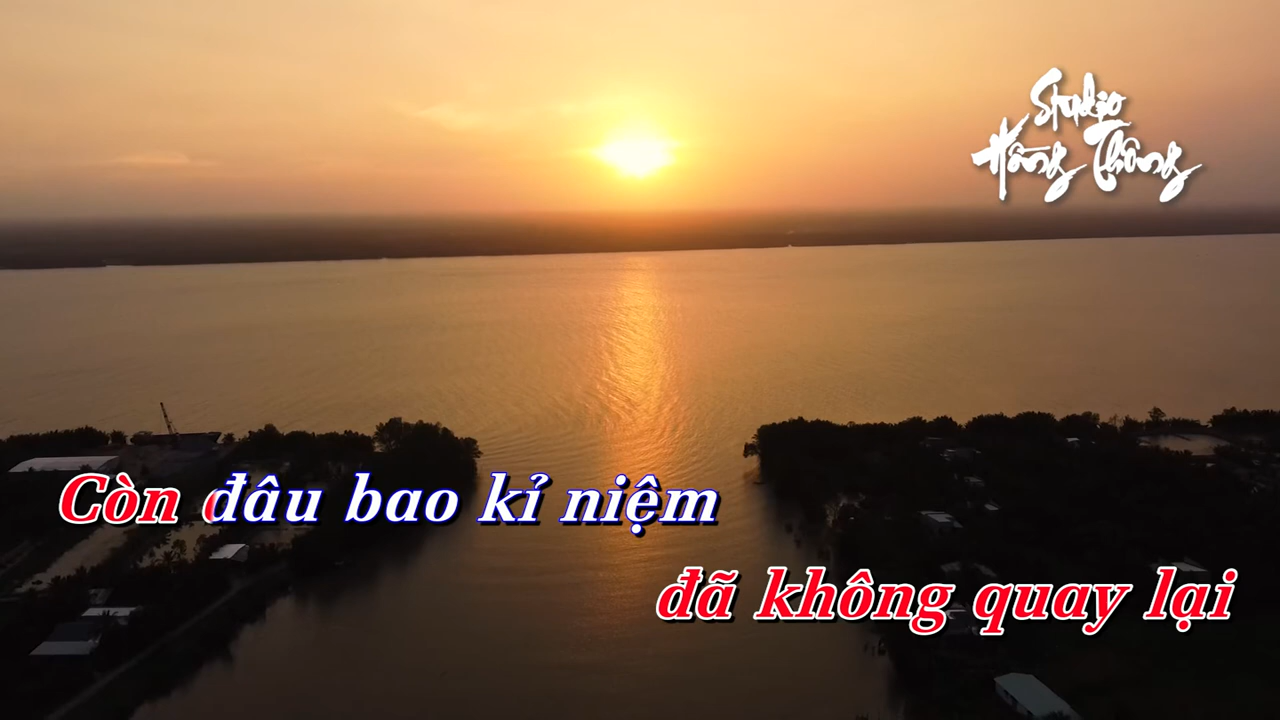 Studio
Hồng Thông
Còn đâu bao kỉ niệm
đã không quay lại